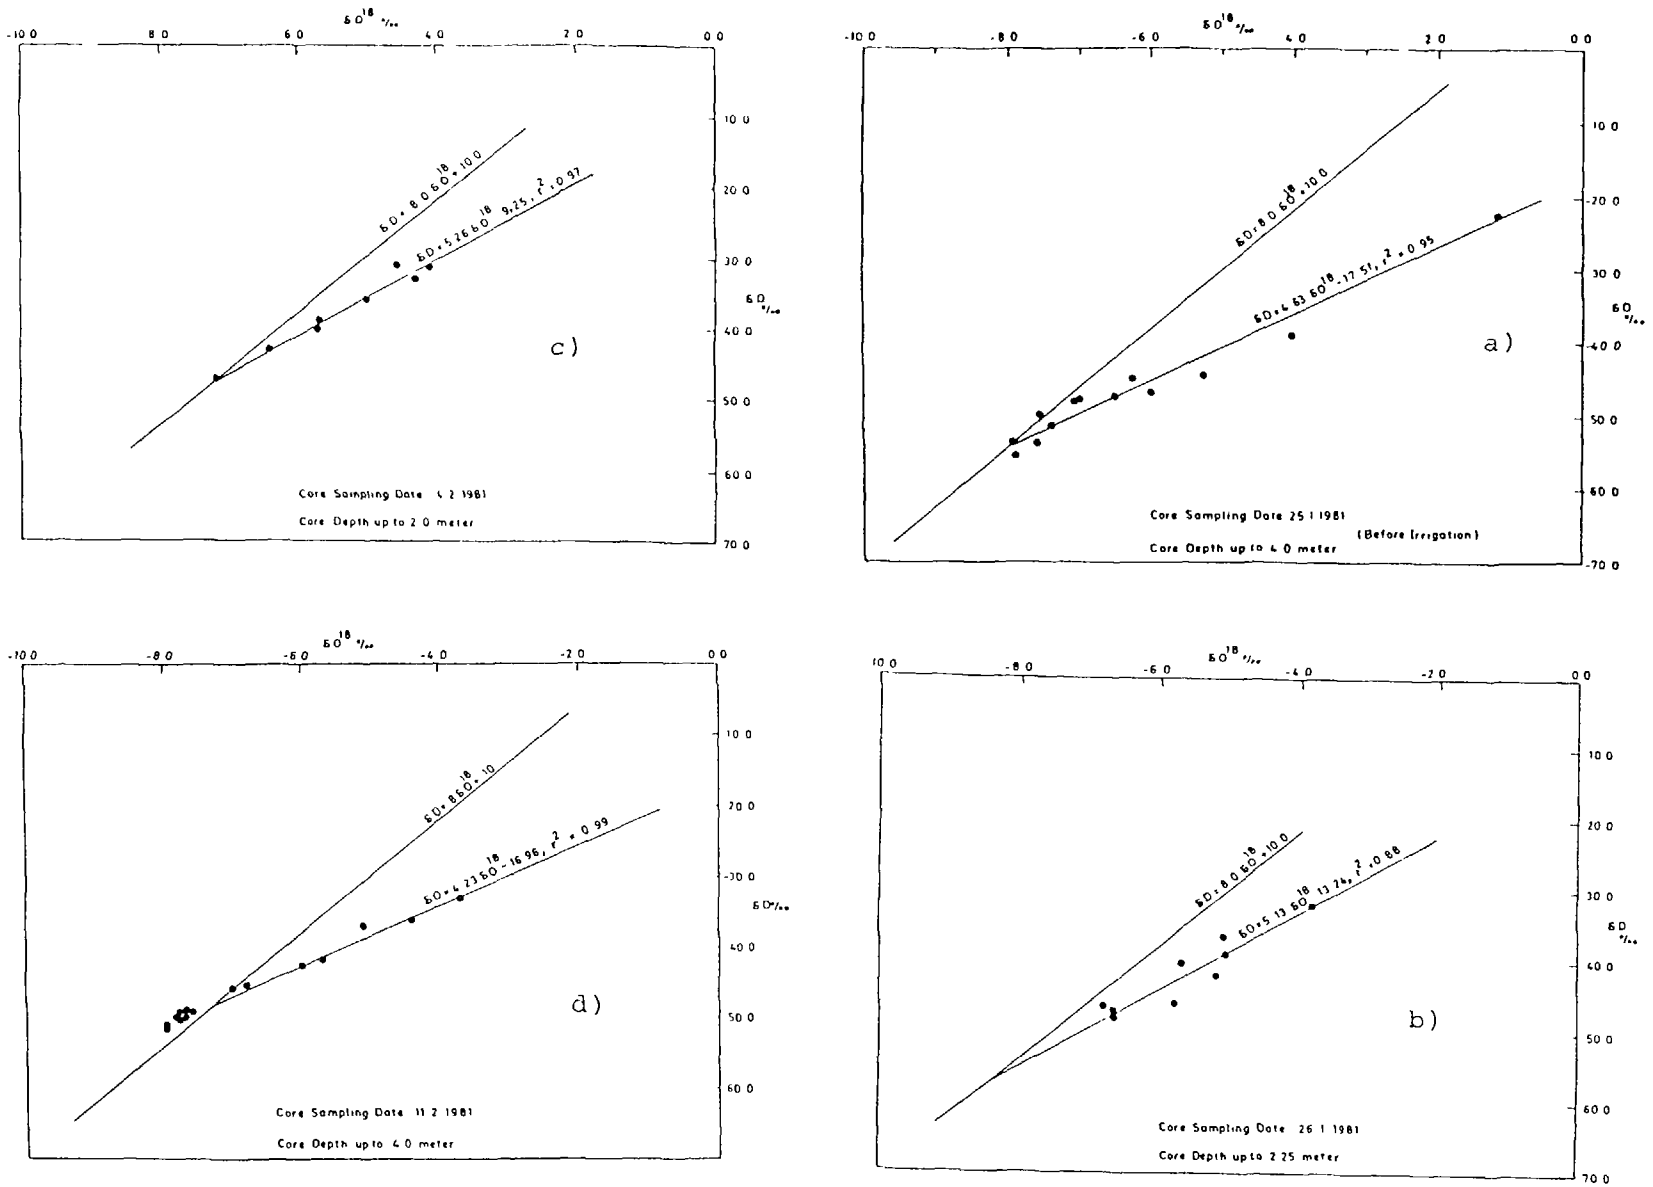 δO¹⁸ ‰
-10 0 8 0 6 0 4 0 2 0 0 0
10 0
20 0
30 0
δD ‰
40 0
50 0
60 0
70 0
δD = 8 0 δO¹⁸ + 10 0
δD = 5 26 δO¹⁸ 9,25, r² = 0 97
c)
Core Sampling Date 4 2 1981
Core Depth up to 2 0 meter
δO¹⁸ ‰
-10 0 -8 0 -6 0 -4 0 2 0 0 0
10 0
-20 0
-30 0
δD ‰
-40 0
50 0
60 0
-70 0
δD = 8 0 δO¹⁸ + 10 0
δD = 4 63 δO¹⁸ - 17 51, r² = 0 95
a)
Core Sampling Date 25 1 1981
(Before Irrigation)
Core Depth up to 4 0 meter
δO¹⁸ ‰
-10 0 -8 0 -6 0 -4 0 -2 0 0 0
10 0
20 0
-30 0
δD ‰
40 0
50 0
60 0
δD = 8 δO¹⁸ + 10
δD = 4 23 δO¹⁸ - 16 96, r² = 0 99
d)
Core Sampling Date 11 2 1981
Core Depth up to 4 0 meter
δO¹⁸ ‰
10 0 -8 0 -6 0 -4 0 -2 0 0 0
10 0
20 0
30 0
δD ‰
40 0
50 0
60 0
70 0
δD = 8 0 δO¹⁸ + 10 0
δD = 5 13 δO¹⁸ 13 24, r² = 0 88
b)
Core Sampling Date 26 1 1981
Core Depth up to 2 25 meter